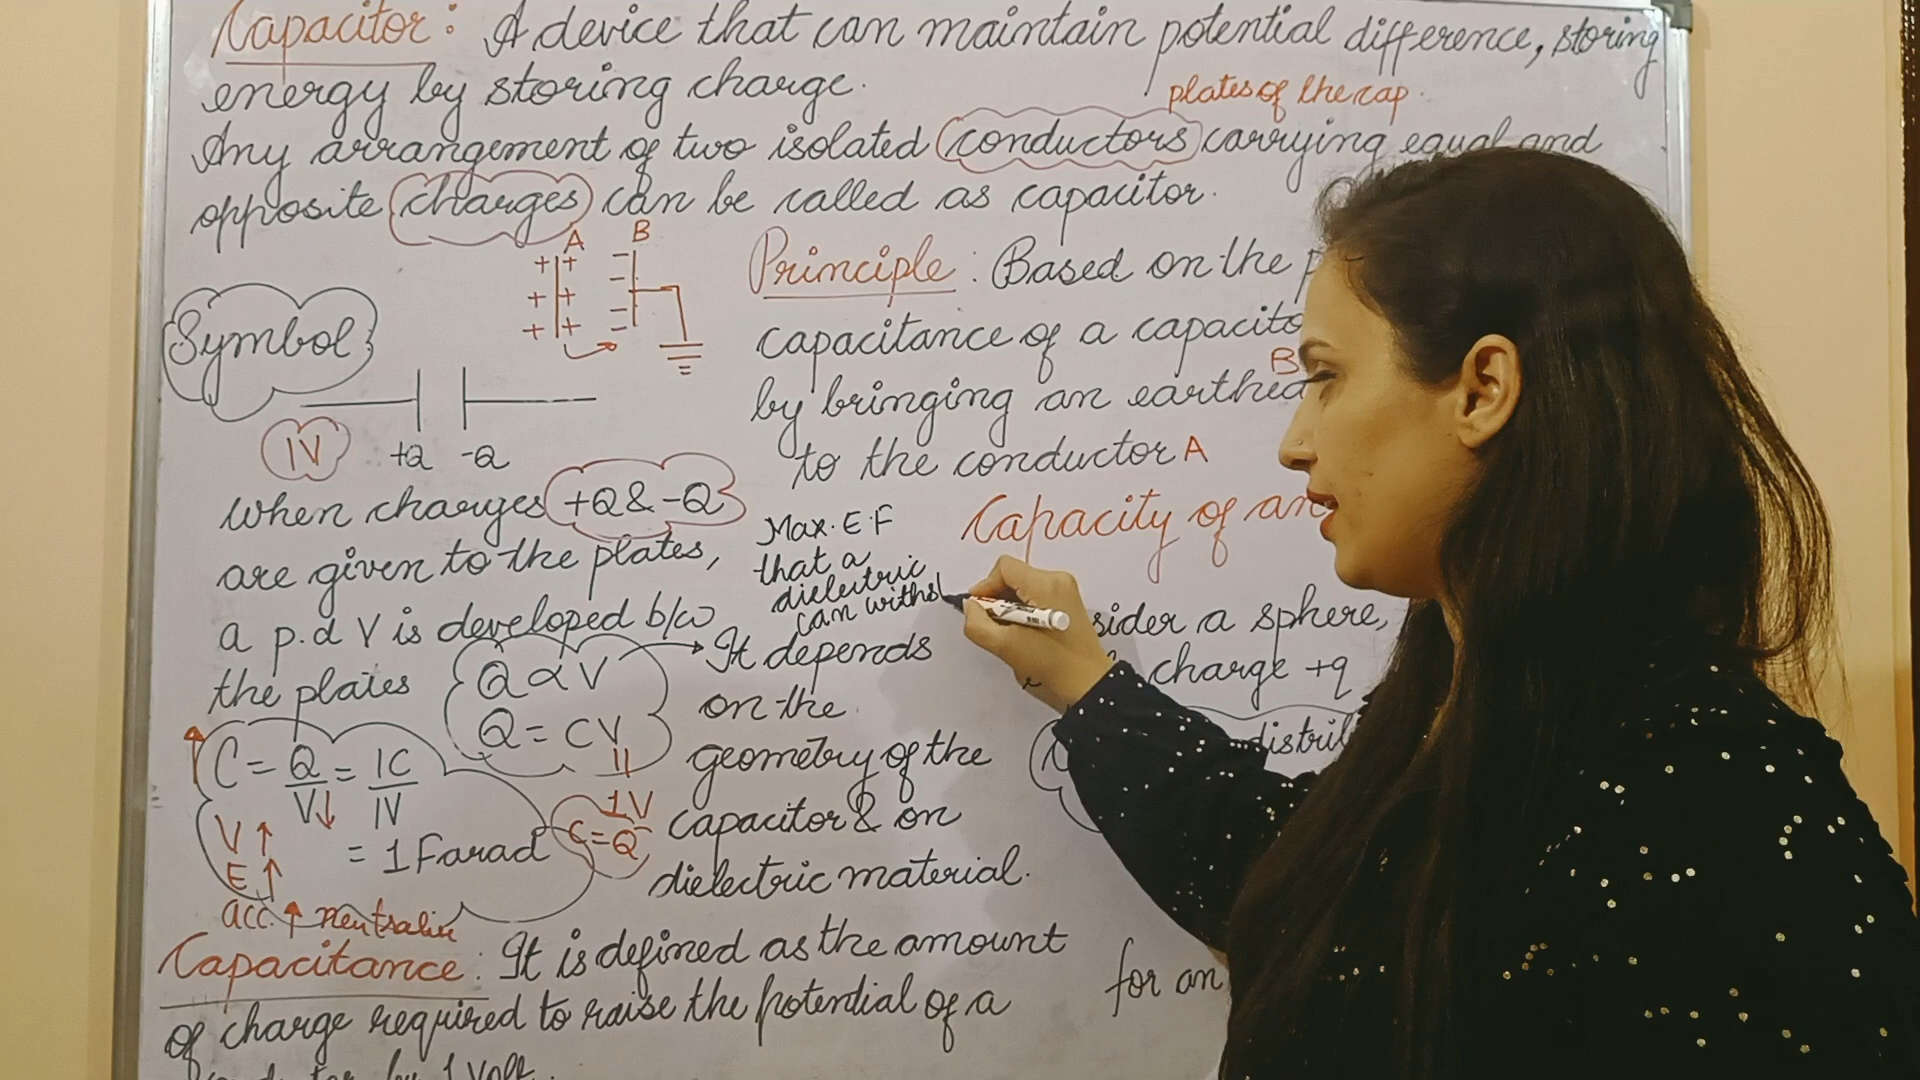 Capacitor : A device that can maintain potential difference, storing
energy by storing charge.
plates of the cap.
Any arrangement of two isolated conductors carrying equal and
opposite charges can be called as capacitor.
A B
+ + -
-
+ + -
+ + -
Symbol
1V
+Q -Q
Principle : Based on the
capacitance of a
B
by bringing an earthed
to the conductor A
when charges +Q & -Q
are given to the plates,
a p.d V is developed b/w
the plates
Q ∝ V
Q = CV
11
1V
C=Q
C = Q/V↓ = 1C/1V
= 1 Farad
V ↑
E ↑
acc. ↑
Max. E.F
that a
dielectric
can
It depends
on the
geometry of the
capacitor & on
dielectric material.
Capacity of an
a sphere,
charge +q
for an
Capacitance : It is defined as the amount
of charge required to raise the potential of a
by 1 Volt.